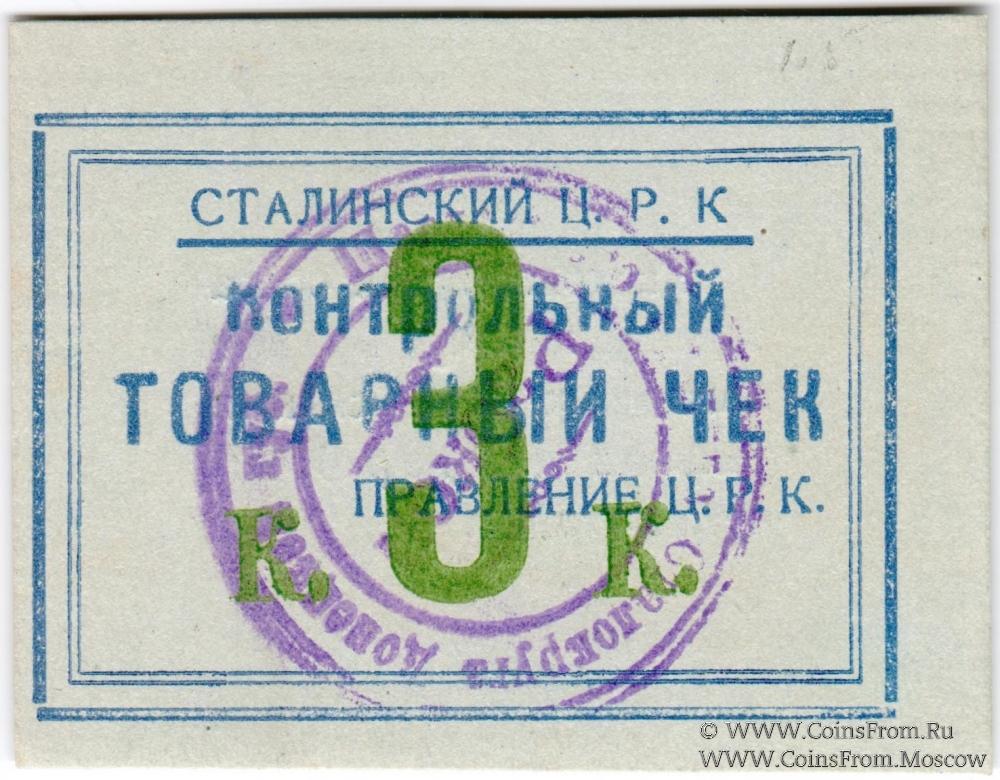 СТАЛИНСКИЙ Ц. Р. К
КОНТРОЛЬНЫЙ
ТОВАРНЫЙ ЧЕК
3
ПРАВЛЕНИЕ Ц. Р. К.
К. К.
© WWW.CoinsFrom.Ru
WWW.CoinsFrom.Moscow